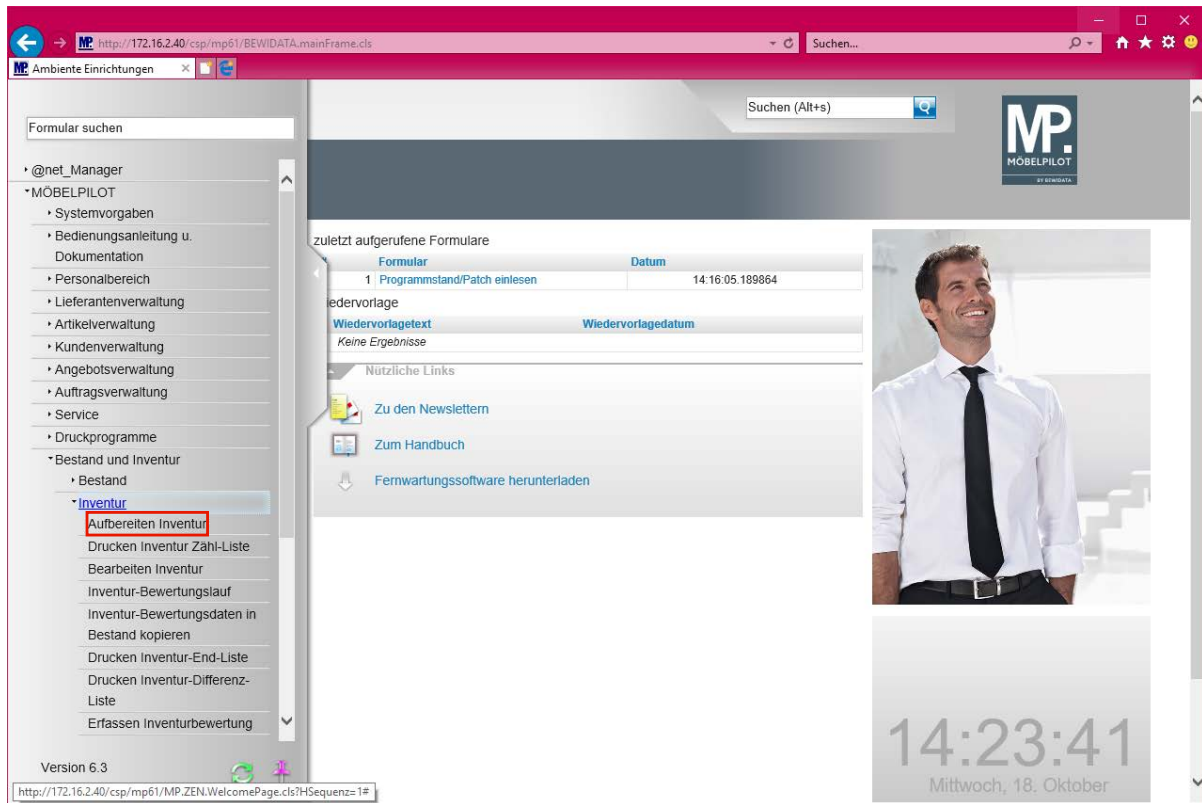 http://172.16.2.40/csp/mp61/BEWIDATA.mainFrame.cls
Suchen...
MP. Ambiente Einrichtungen
Formular suchen
Suchen (Alt+s)
MP.
MÖBELPILOT
BY BEWIDATA
@net_Manager
MÖBELPILOT
Systemvorgaben
Bedienungsanleitung u.
Dokumentation
Personalbereich
Lieferantenverwaltung
Artikelverwaltung
Kundenverwaltung
Angebotsverwaltung
Auftragsverwaltung
Service
Druckprogramme
Bestand und Inventur
Bestand
Inventur
Aufbereiten Inventur
Drucken Inventur Zähl-Liste
Bearbeiten Inventur
Inventur-Bewertungslauf
Inventur-Bewertungsdaten in
Bestand kopieren
Drucken Inventur-End-Liste
Drucken Inventur-Differenz-
Liste
Erfassen Inventurbewertung
Version 6.3
http://172.16.2.40/csp/mp61/MP.ZEN.WelcomePage.cls?HSequenz=1#
zuletzt aufgerufene Formulare
Formular Datum
1 Programmstand/Patch einlesen 14:16:05.189864
iedervorlage
Wiedervorlagetext Wiedervorlagedatum
Keine Ergebnisse
Nützliche Links
Zu den Newslettern
Zum Handbuch
Fernwartungssoftware herunterladen
14:23:41
Mittwoch, 18. Oktober